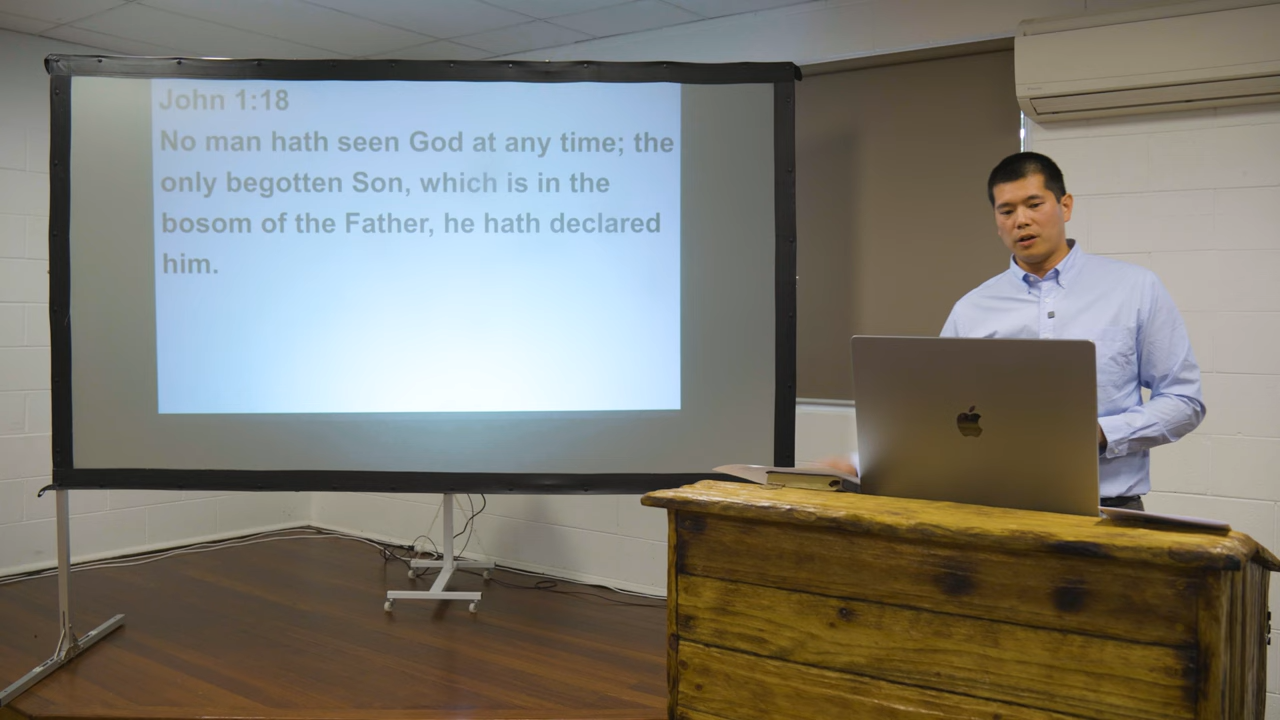 John 1:18
No man hath seen God at any time; the
only begotten Son, which is in the
bosom of the Father, he hath declared
him.